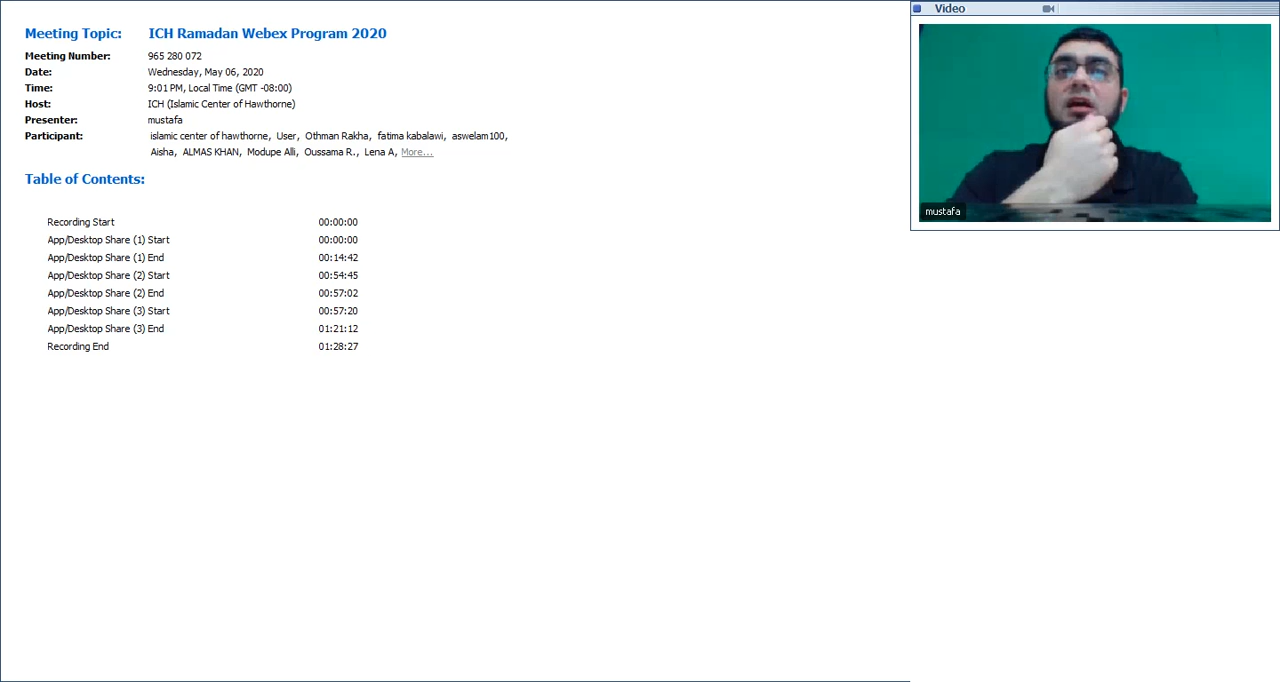 Meeting Topic: ICH Ramadan Webex Program 2020
Meeting Number: 965 280 072
Date: Wednesday, May 06, 2020
Time: 9:01 PM, Local Time (GMT -08:00)
Host: ICH (Islamic Center of Hawthorne)
Presenter: mustafa
Participant: islamic center of hawthorne, User, Othman Rakha, fatima kabalawi, aswelam100,
Aisha, ALMAS KHAN, Modupe Alli, Oussama R., Lena A, More...
Table of Contents:
Recording Start 00:00:00
App/Desktop Share (1) Start 00:00:00
App/Desktop Share (1) End 00:14:42
App/Desktop Share (2) Start 00:54:45
App/Desktop Share (2) End 00:57:02
App/Desktop Share (3) Start 00:57:20
App/Desktop Share (3) End 01:21:12
Recording End 01:28:27
Video
mustafa